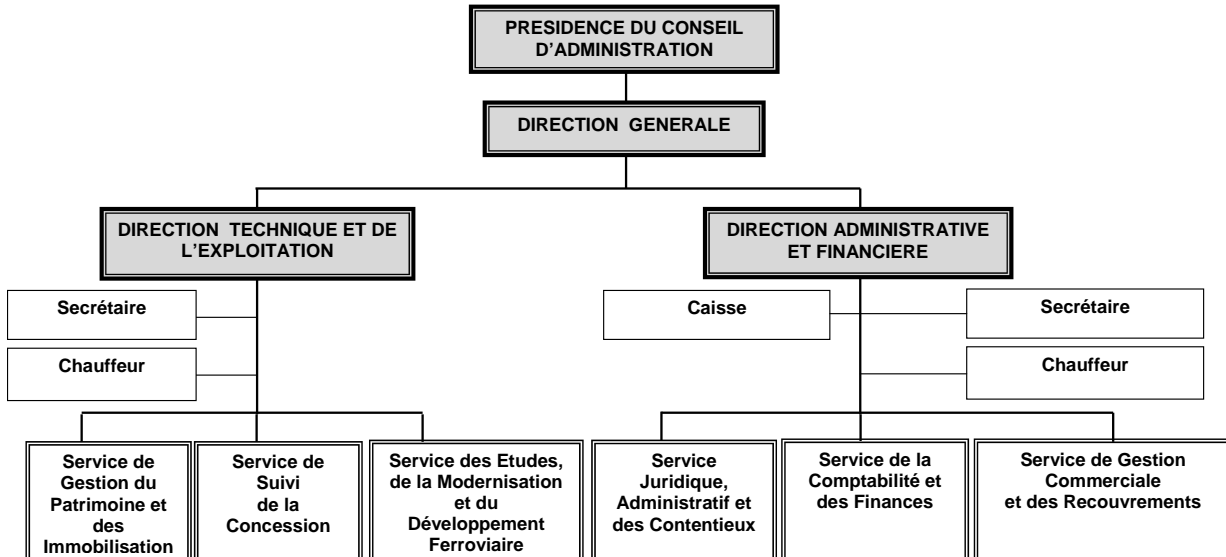 PRESIDENCE DU CONSEIL
D'ADMINISTRATION
DIRECTION GENERALE
DIRECTION TECHNIQUE ET DE
L'EXPLOITATION
DIRECTION ADMINISTRATIVE
ET FINANCIERE
Secrétaire
Caisse
Secrétaire
Chauffeur
Chauffeur
Service de
Gestion du
Patrimoine et
des
Immobilisation
Service de
Suivi
de la
Concession
Service des Etudes,
de la Modernisation
et du
Développement
Ferroviaire
Service
Juridique,
Administratif et
des Contentieux
Service de la
Comptabilité et
des Finances
Service de Gestion
Commerciale
et des Recouvrements